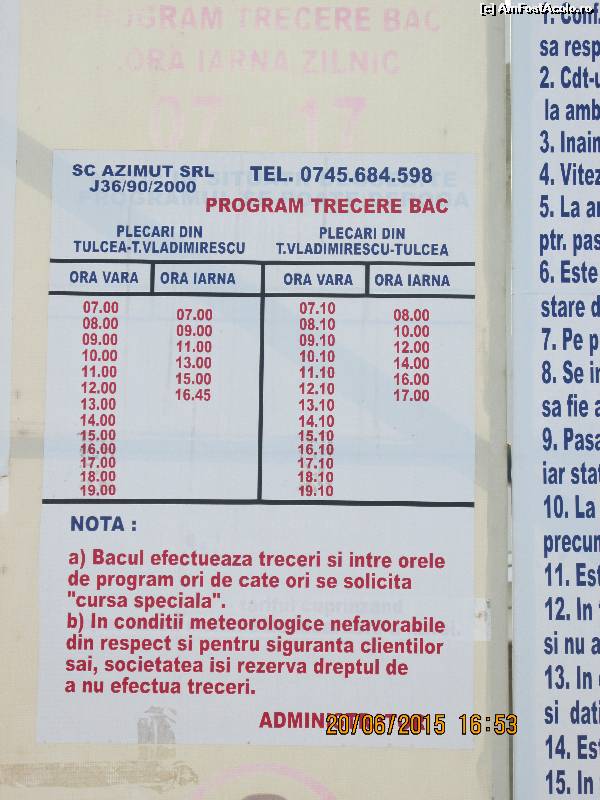 [c] AmFostAcolo.ro
PROGRAM TRECERE BAC
ORA IARNA ZILNIC
07 - 17
SC AZIMUT SRL TEL. 0745.684.598
J36/90/2000
PROGRAM TRECERE BAC
PLECARI DIN PLECARI DIN
TULCEA-T.VLADIMIRESCU T.VLADIMIRESCU-TULCEA
ORA VARA ORA IARNA ORA VARA ORA IARNA
07.00 07.00 07.10 08.00
08.00 09.00 08.10 10.00
09.00 11.00 09.10 12.00
10.00 13.00 10.10 14.00
11.00 15.00 11.10 16.00
12.00 16.45 12.10 17.00
13.00 13.10
14.00 14.10
15.00 15.10
16.00 16.10
17.00 17.10
18.00 18.10
19.00 19.10
NOTA :
a) Bacul efectueaza treceri si intre orele
de program ori de cate ori se solicita
"cursa speciala".
b) In conditii meteorologice nefavorabile
din respect si pentru siguranta clientilor
sai, societatea isi rezerva dreptul de
a nu efectua treceri.
20/06/2015 16:53
sa resp
2. Cdt-u
la amb
3. Inain
4. Vitez
5. La
ptr. pas
6. Este
stare d
7. Pe p
8. Se in
sa fie a
9. Pasa
iar stat
10. La
precum
11. Est
12. In
si nu a
13. In
si dati
14. Est
15. In